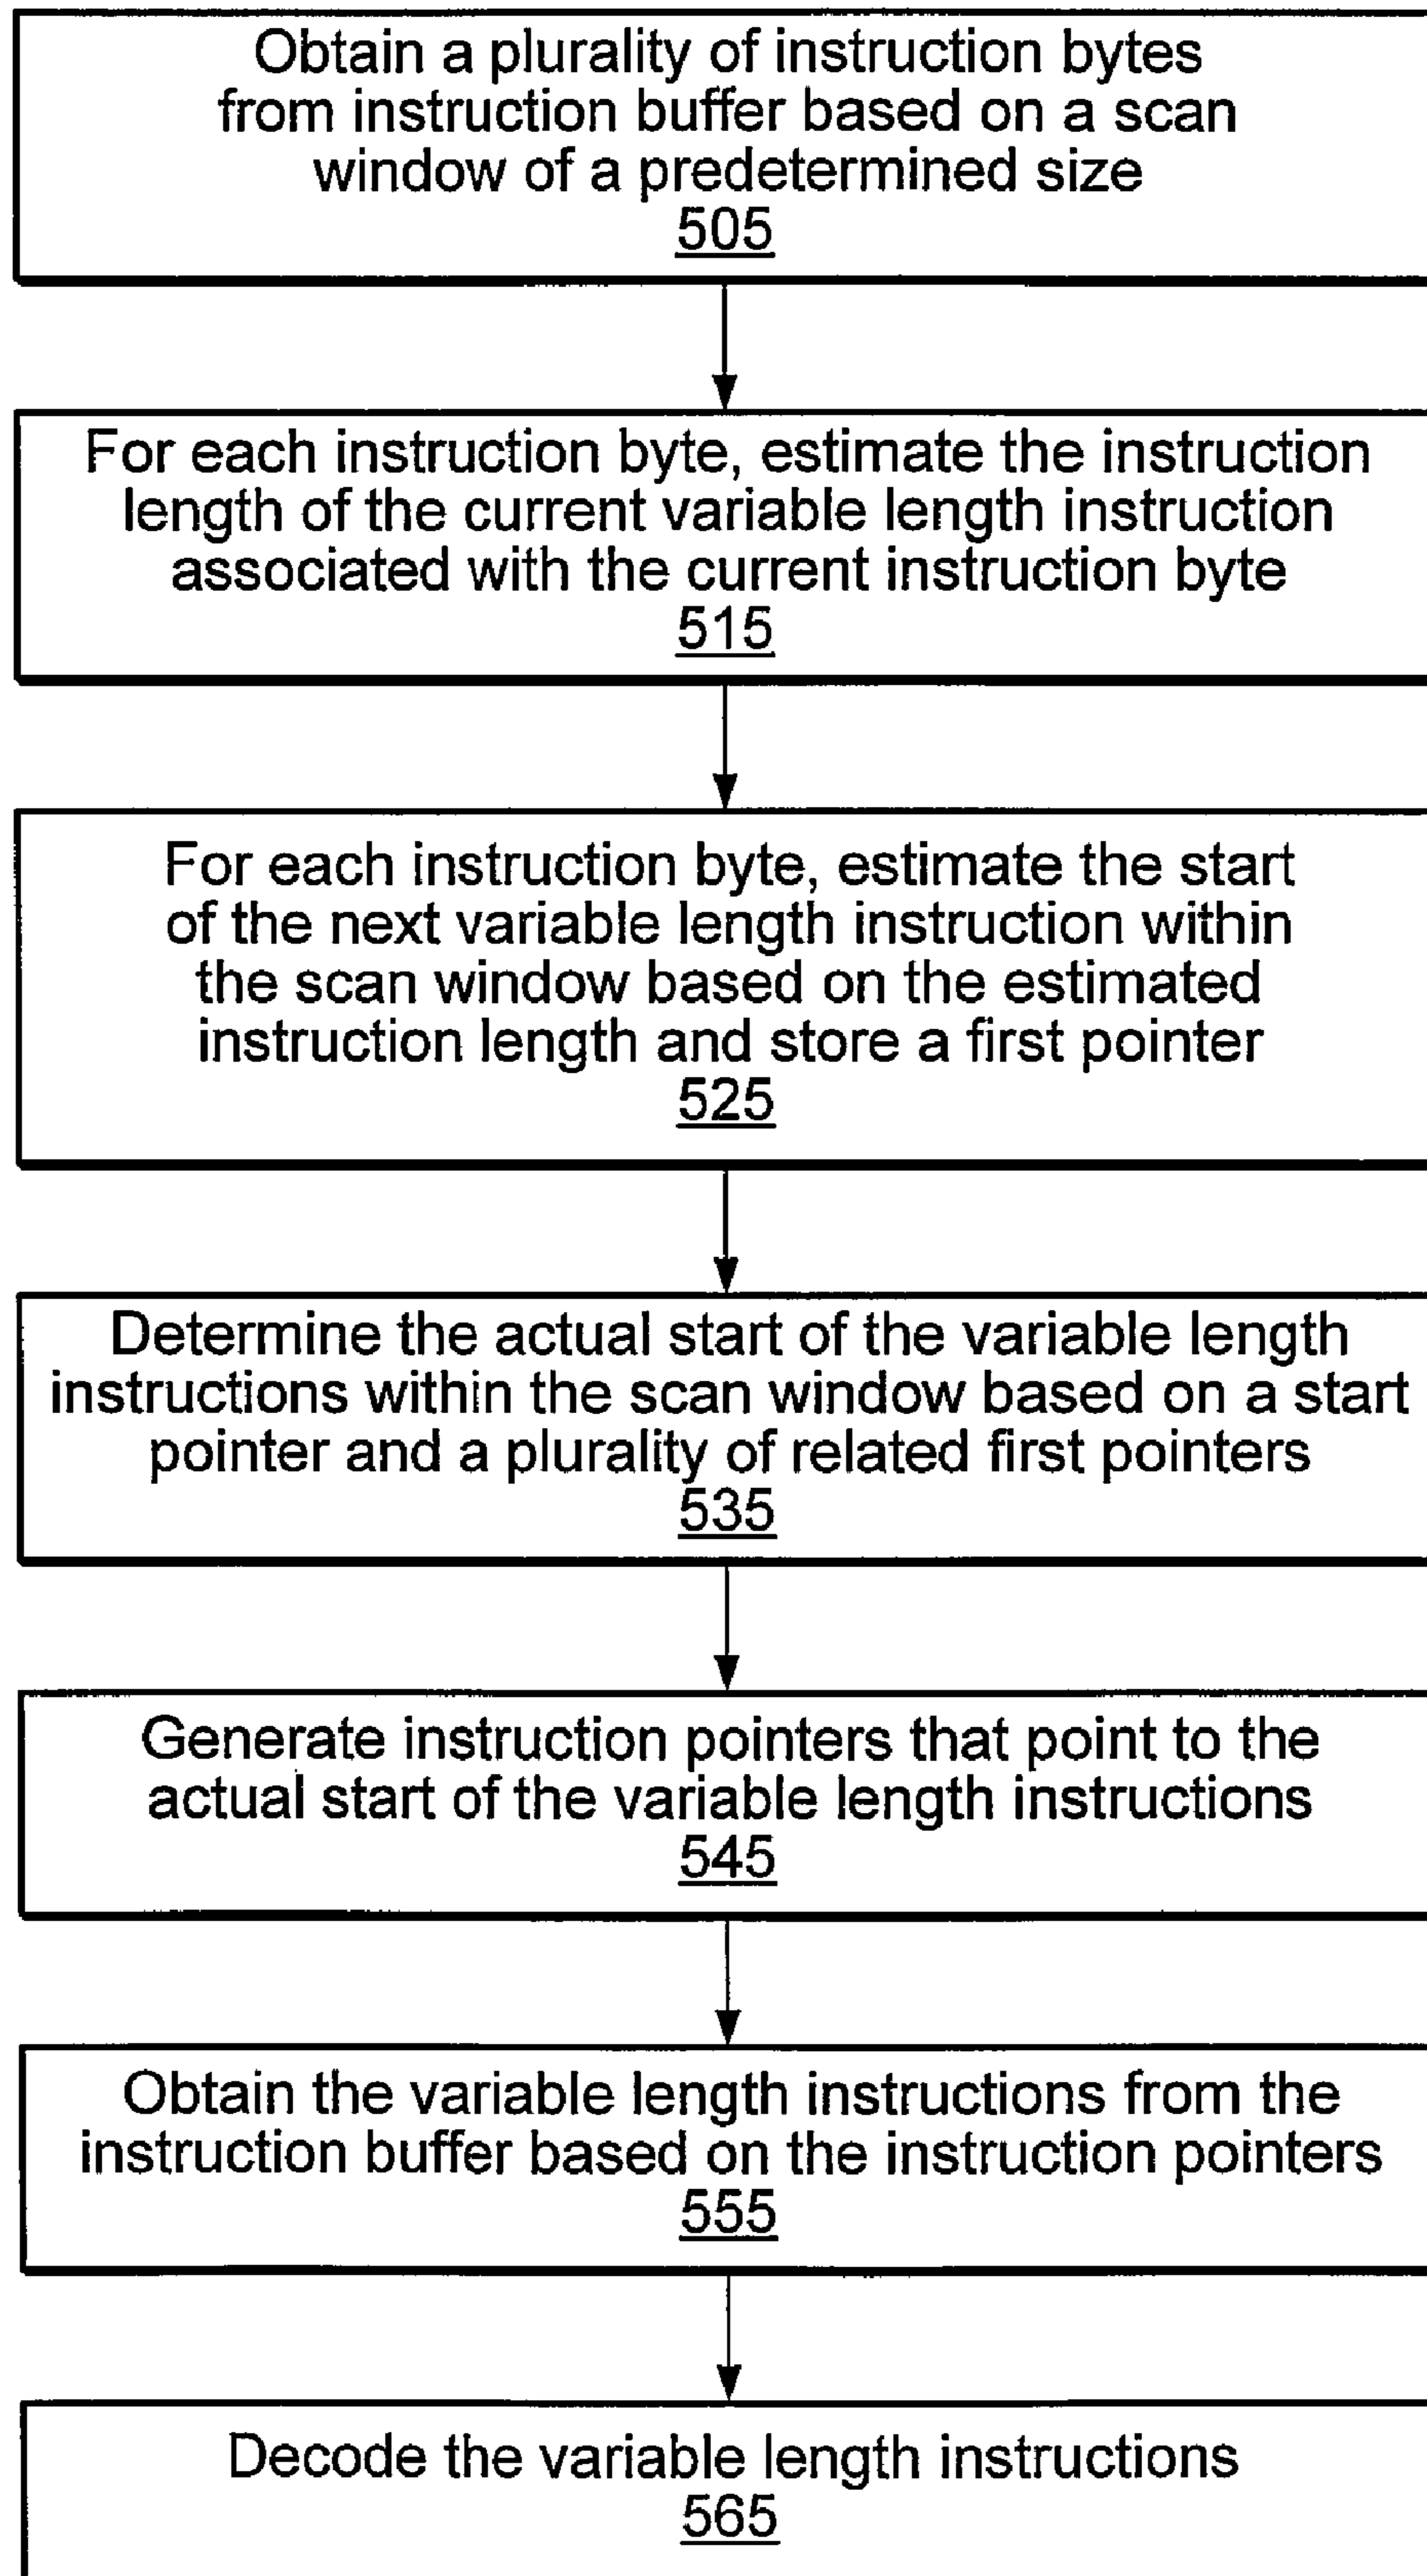 Obtain a plurality of instruction bytes
from instruction buffer based on a scan
window of a predetermined size
505
For each instruction byte, estimate the instruction
length of the current variable length instruction
associated with the current instruction byte
515
For each instruction byte, estimate the start
of the next variable length instruction within
the scan window based on the estimated
instruction length and store a first pointer
525
Determine the actual start of the variable length
instructions within the scan window based on a start
pointer and a plurality of related first pointers
535
Generate instruction pointers that point to the
actual start of the variable length instructions
545
Obtain the variable length instructions from the
instruction buffer based on the instruction pointers
555
Decode the variable length instructions
565